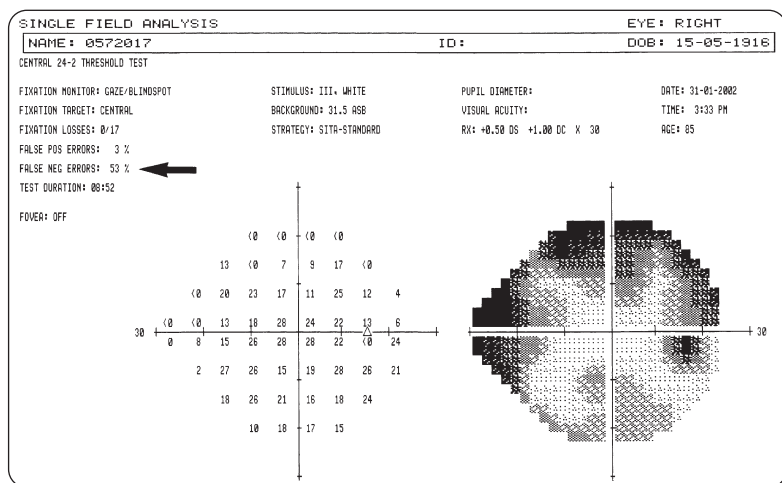 SINGLE FIELD ANALYSIS EYE: RIGHT
NAME: 0572017 ID: DOB: 15-05-1916
CENTRAL 24-2 THRESHOLD TEST
FIXATION MONITOR: GAZE/BLINDSPOT STIMULUS: III, WHITE PUPIL DIAMETER: DATE: 31-01-2002
FIXATION TARGET: CENTRAL BACKGROUND: 31.5 ASB VISUAL ACUITY: TIME: 3:33 PM
FIXATION LOSSES: 0/17 STRATEGY: SITA-STANDARD RX: +0.50 DS +1.00 DC X 30 AGE: 85
FALSE POS ERRORS: 3 %
FALSE NEG ERRORS: 53 %
TEST DURATION: 08:52
FOVEA: OFF
<0 <0 <0 <0
13 <0 7 9 17 <0
<0 20 23 17 11 25 12 4
<0 <0 13 18 28 24 22 13 6
30 30
0 8 15 26 28 28 22 <0 24
2 27 26 15 19 28 26 21
18 26 21 16 18 24
10 18 17 15